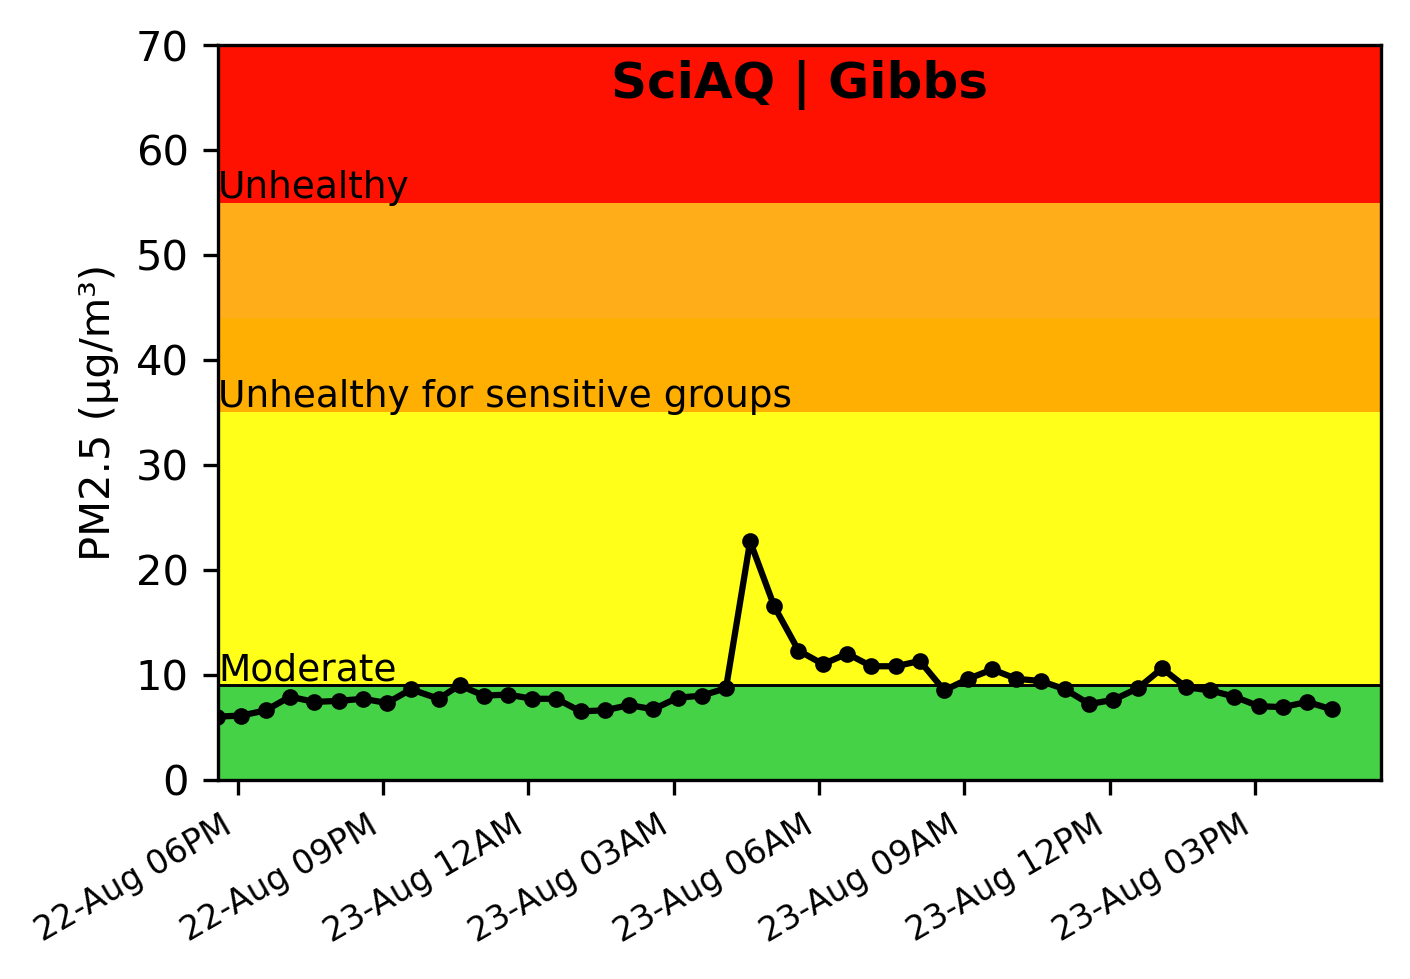 SciAQ | Gibbs
70
60
50
40
30
20
10
0
PM2.5 (µg/m³)
Unhealthy
Unhealthy for sensitive groups
Moderate
22-Aug 06PM
22-Aug 09PM
23-Aug 12AM
23-Aug 03AM
23-Aug 06AM
23-Aug 09AM
23-Aug 12PM
23-Aug 03PM